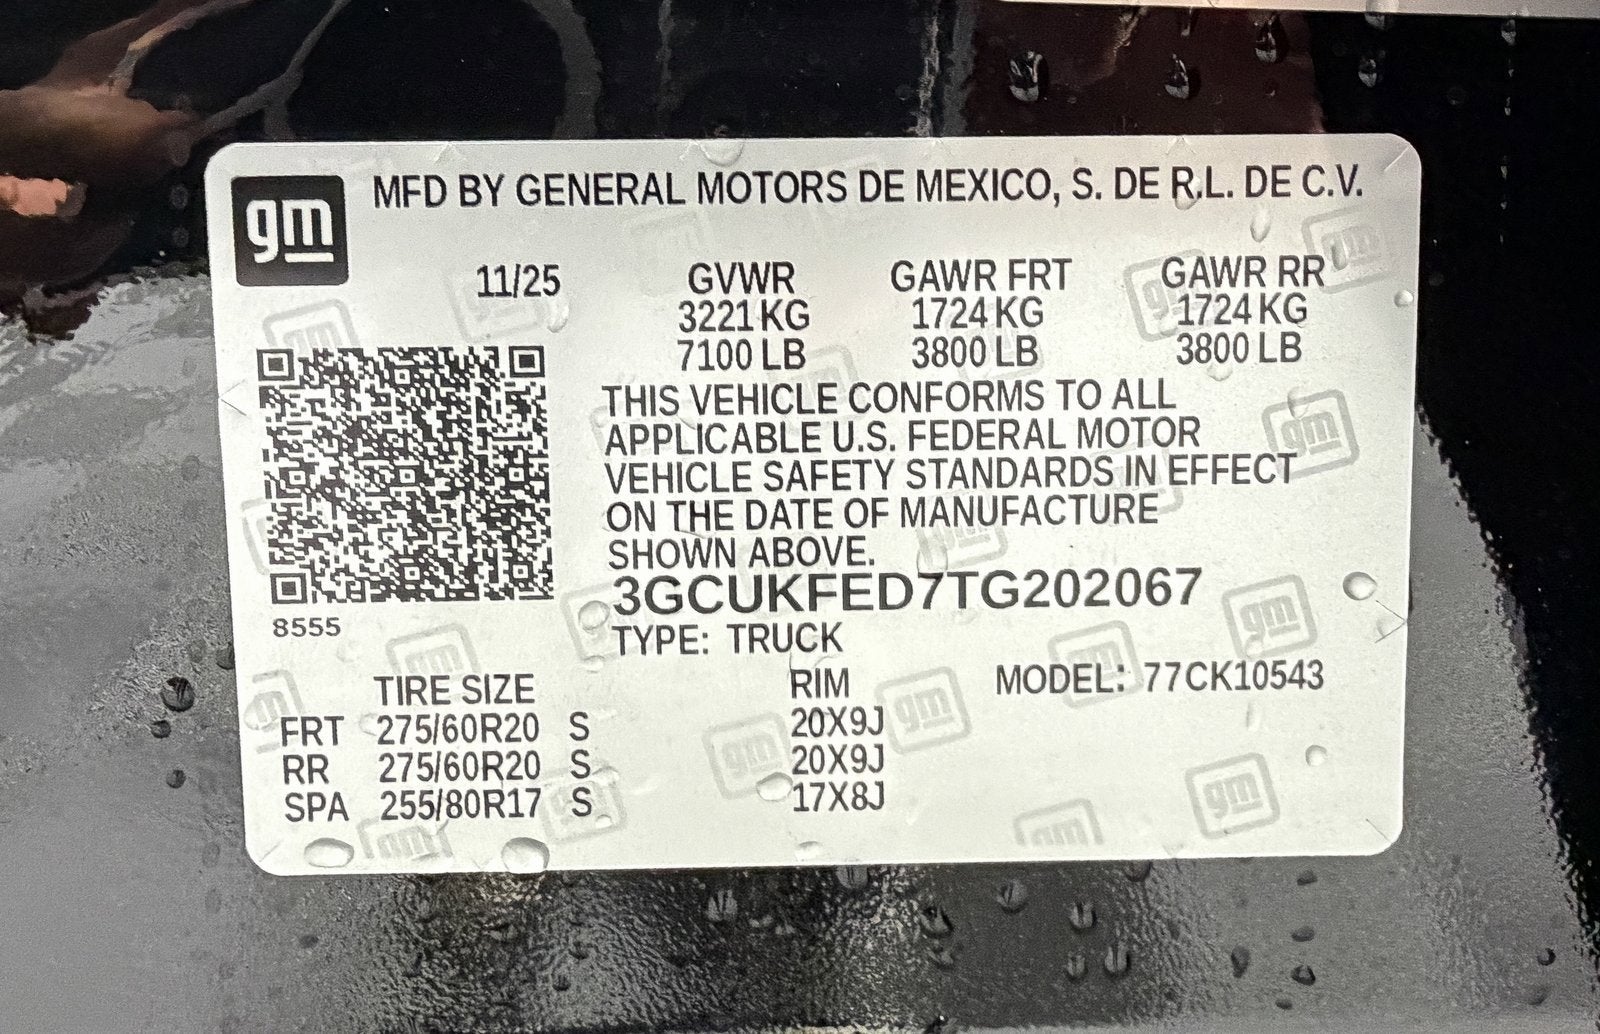 gm MFD BY GENERAL MOTORS DE MEXICO, S. DE R.L. DE C.V.
11/25 GVWR GAWR FRT GAWR RR
3221 KG 1724 KG 1724 KG
7100 LB 3800 LB 3800 LB
THIS VEHICLE CONFORMS TO ALL
APPLICABLE U.S. FEDERAL MOTOR
VEHICLE SAFETY STANDARDS IN EFFECT
ON THE DATE OF MANUFACTURE
SHOWN ABOVE.
3GCUKFED7TG202067
8555
TYPE: TRUCK
TIRE SIZE RIM MODEL: 77CK10543
FRT 275/60R20 S 20X9J
RR 275/60R20 S 20X9J
SPA 255/80R17 S 17X8J